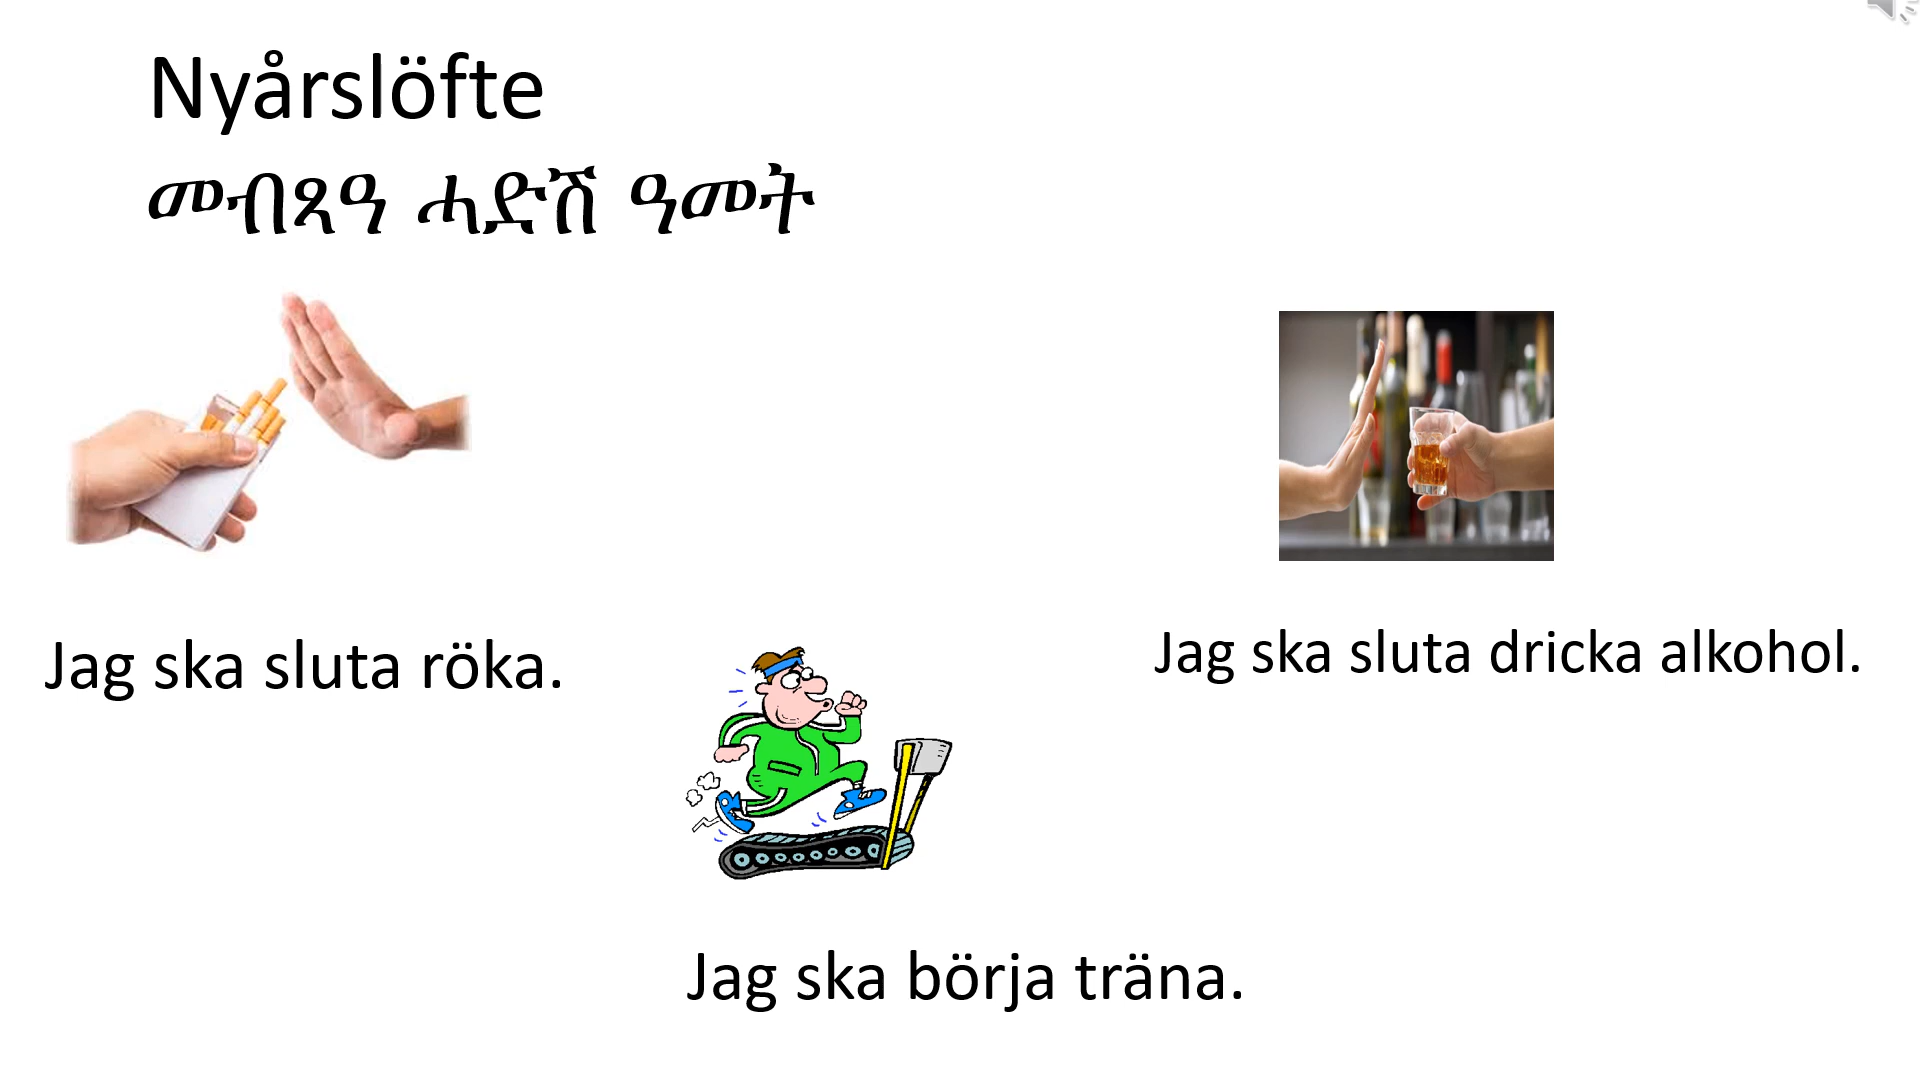 Nyårslöfte
መብጻዓ ሓድሽ ዓመት
Jag ska sluta röka.
Jag ska sluta dricka alkohol.
Jag ska börja träna.